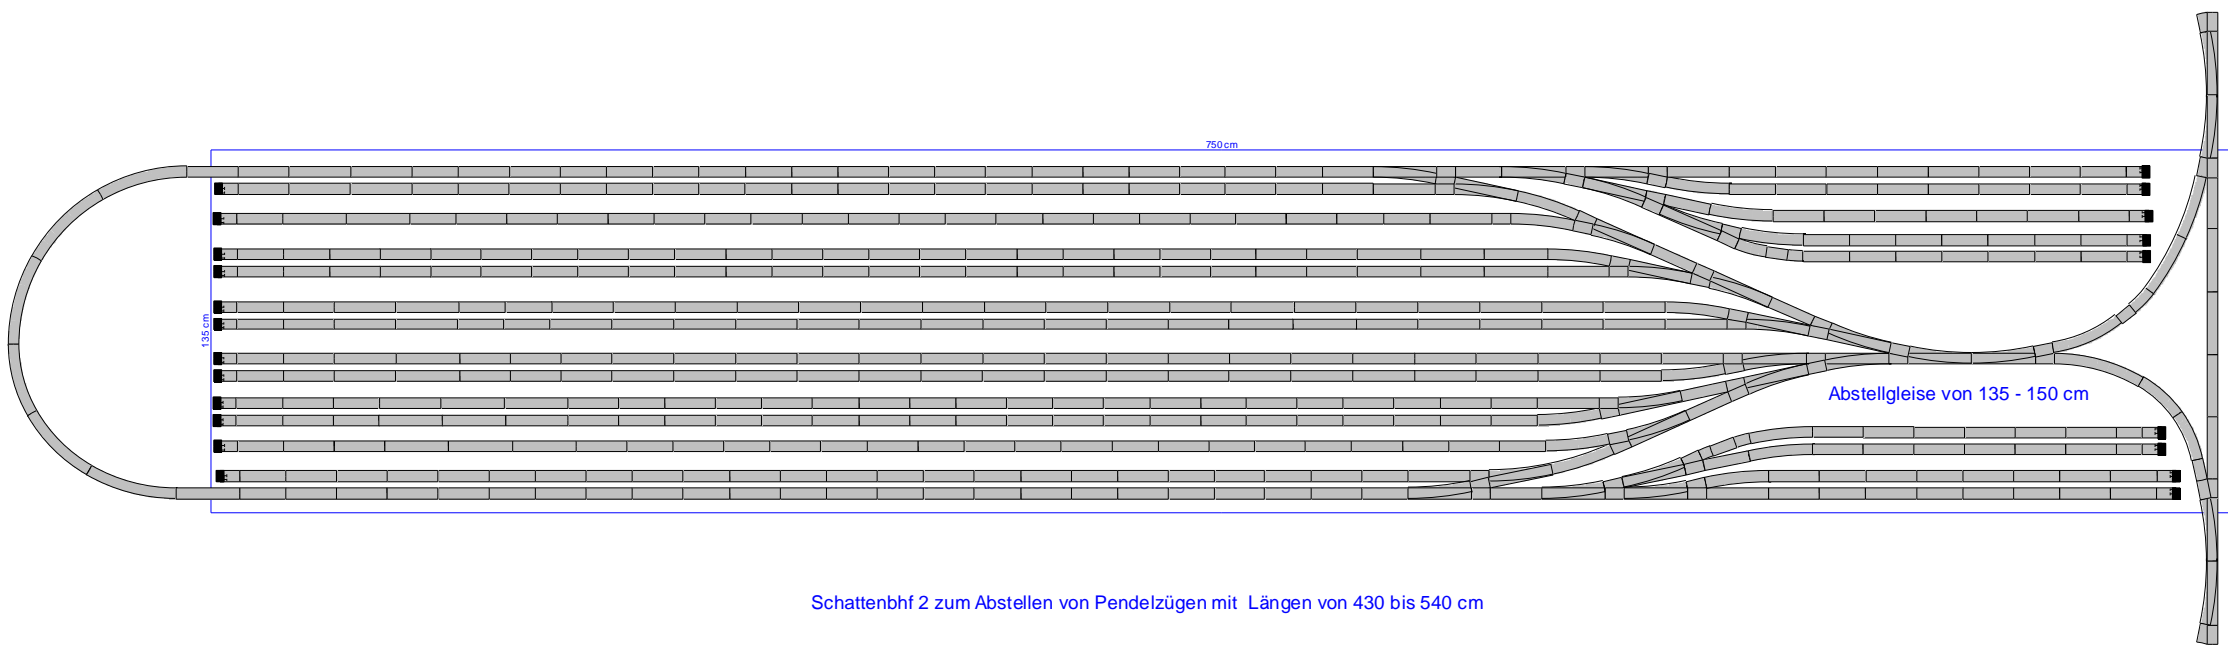 750 cm
135 cm
Abstellgleise von 135 - 150 cm
Schattenbhf 2 zum Abstellen von Pendelzügen mit Längen von 430 bis 540 cm